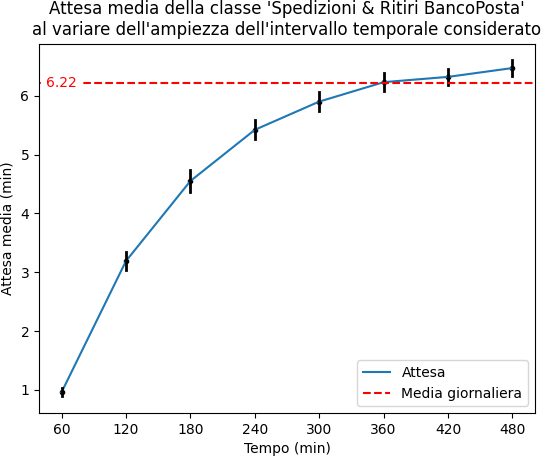 Attesa media della classe 'Spedizioni & Ritiri BancoPosta'
al variare dell'ampiezza dell'intervallo temporale considerato
Attesa media (min)
6
5
4
3
2
1
6.22
Attesa
Media giornaliera
60 120 180 240 300 360 420 480
Tempo (min)